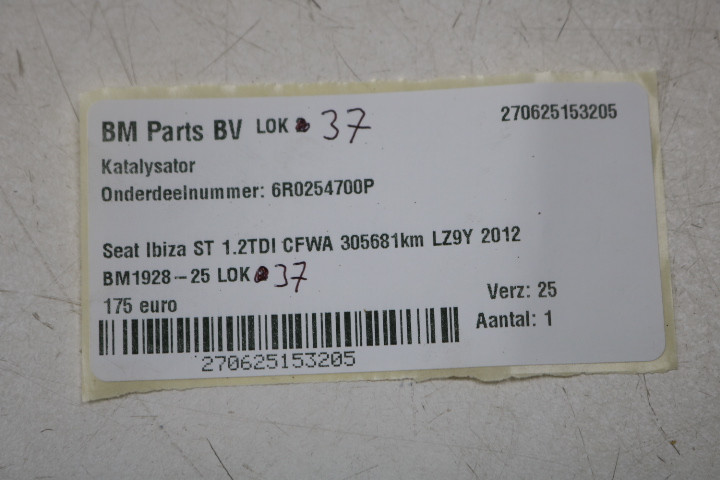 BM Parts BV LOK 37
270625153205
Katalysator
Onderdeelnummer: 6R0254700P
Seat Ibiza ST 1.2TDI CFWA 305681km LZ9Y 2012
BM1928-25 LOK 37
175 euro
Verz: 25
Aantal: 1
270625153205